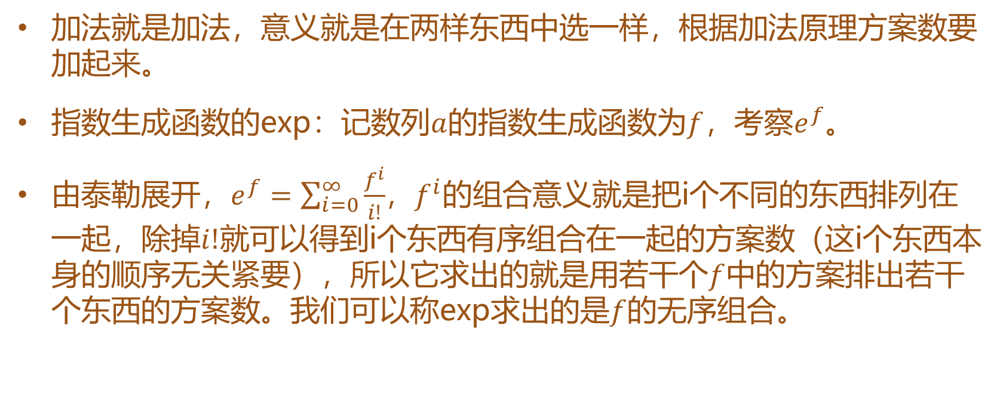 • 加法就是加法，意义就是在两样东西中选一样，根据加法原理方案数要
加起来。
• 指数生成函数的exp：记数列𝑎的指数生成函数为𝑓，考察𝑒^𝑓。
• 由泰勒展开，𝑒^𝑓 = ∑_{𝑖=0}^{∞} 𝑓^𝑖/𝑖!，𝑓^𝑖的组合意义就是把i个不同的东西排列在
一起，除掉𝑖!就可以得到i个东西有序组合在一起的方案数（这i个东西本
身的顺序无关紧要），所以它求出的就是用若干个𝑓中的方案排出若干
个东西的方案数。我们可以称exp求出的是𝑓的无序组合。